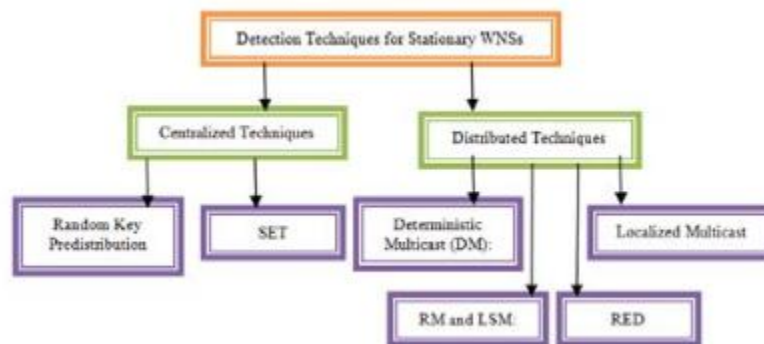 Detection Techniques for Stationary WNSs
Centralized Techniques
Distributed Techniques
Random Key
Predistribution
SET
Deterministic
Multicast (DM):
Localized Multicast
RM and LSM:
RED